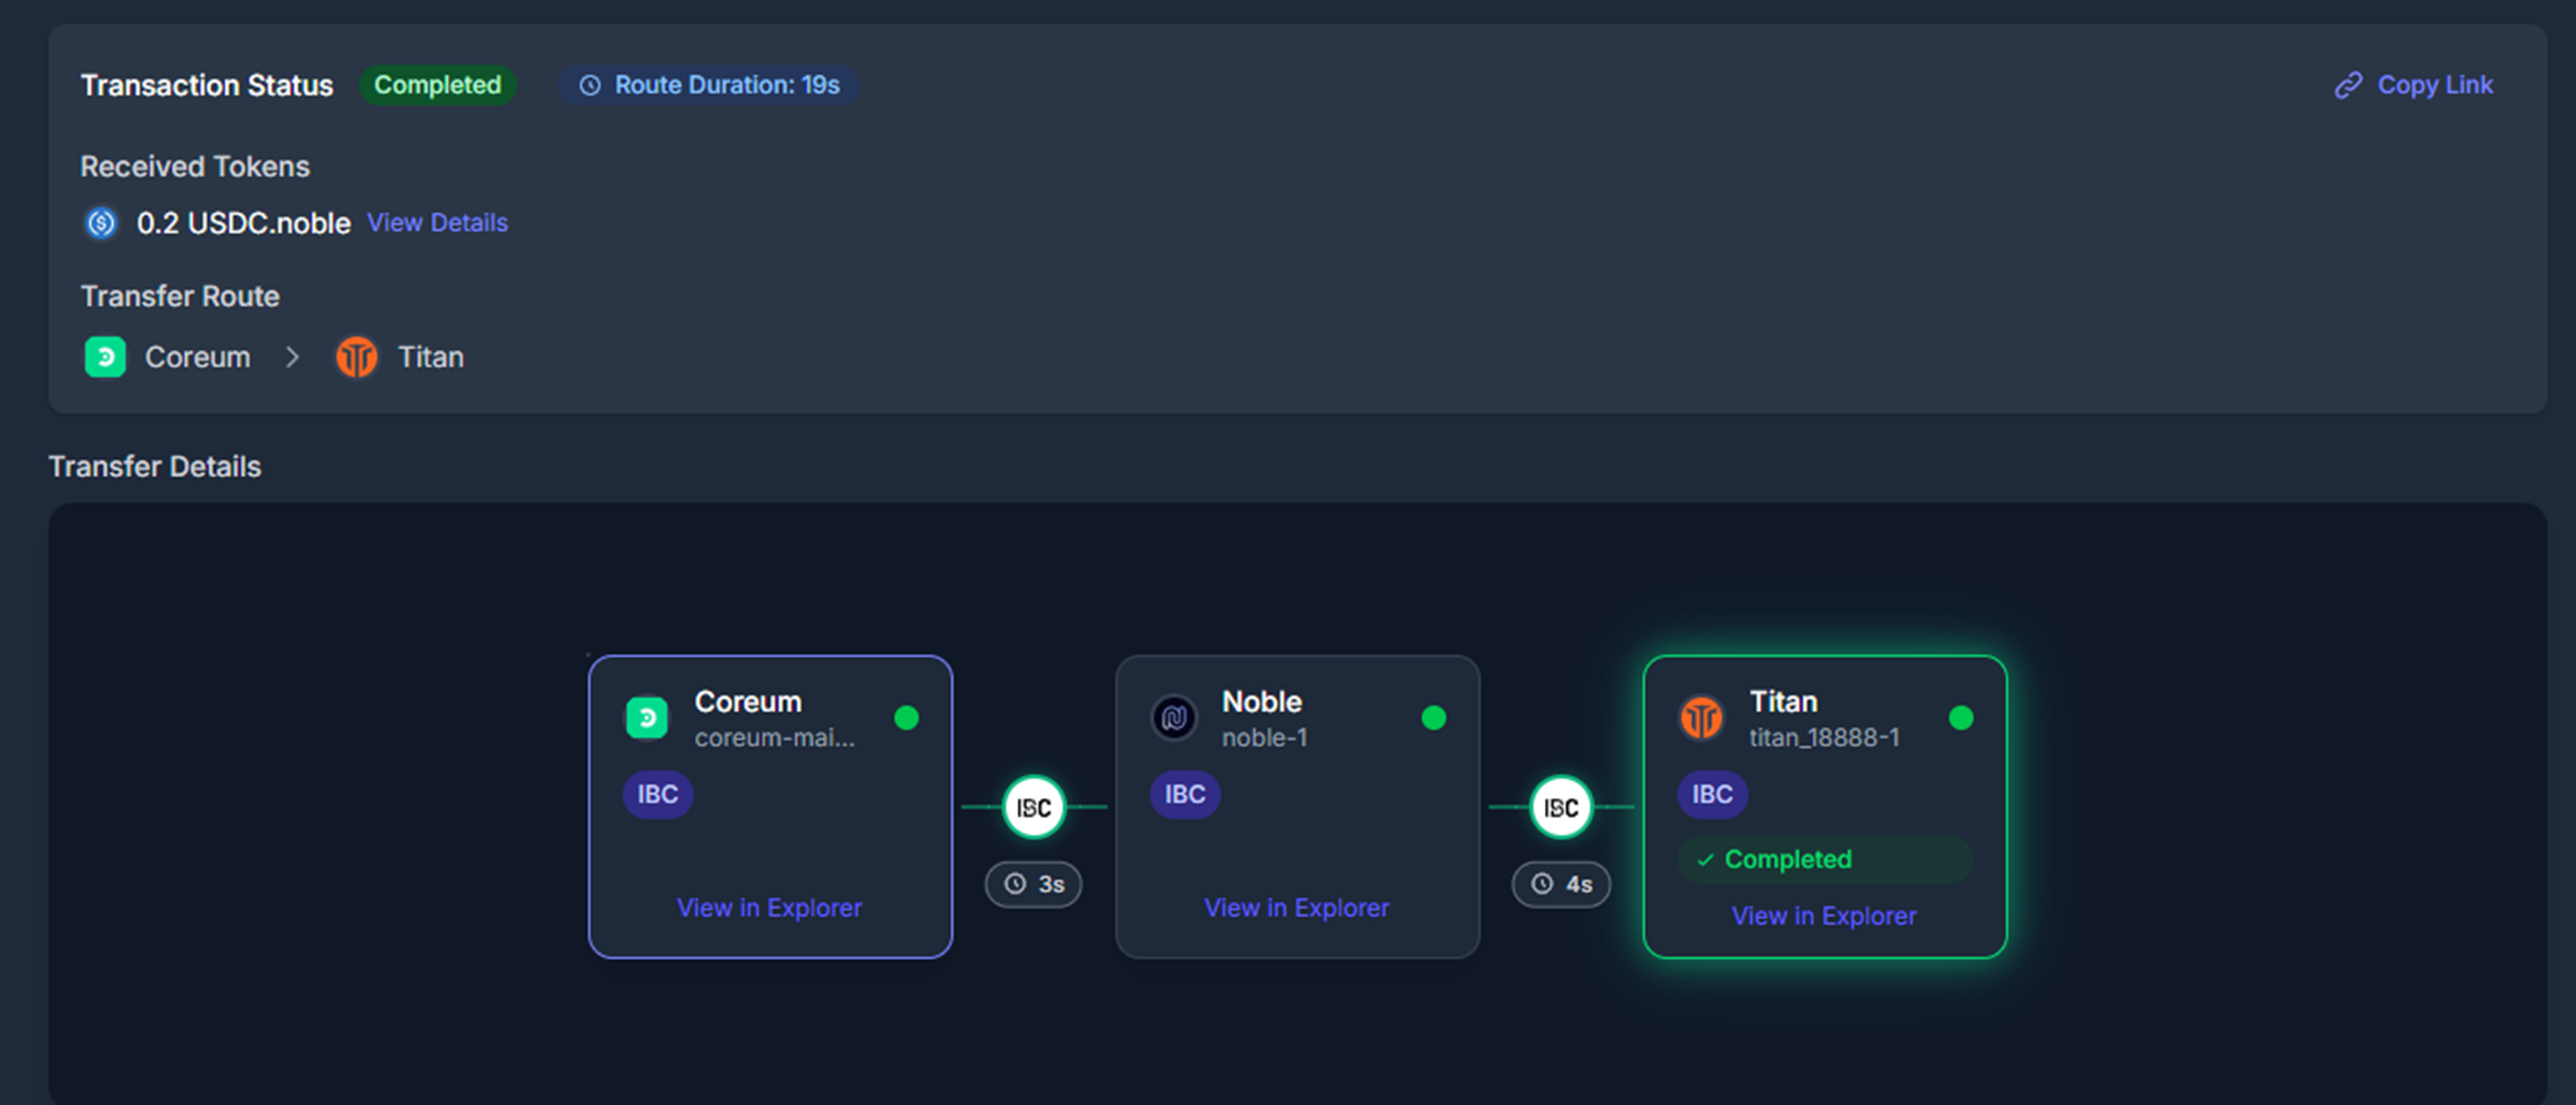 Transaction Status Completed Route Duration: 19s Copy Link
Received Tokens
0.2 USDC.noble View Details
Transfer Route
Coreum > Titan
Transfer Details
Coreum
coreum-mai...
IBC
View in Explorer
IBC
3s
Noble
noble-1
IBC
View in Explorer
IBC
4s
Titan
titan_18888-1
IBC
Completed
View in Explorer